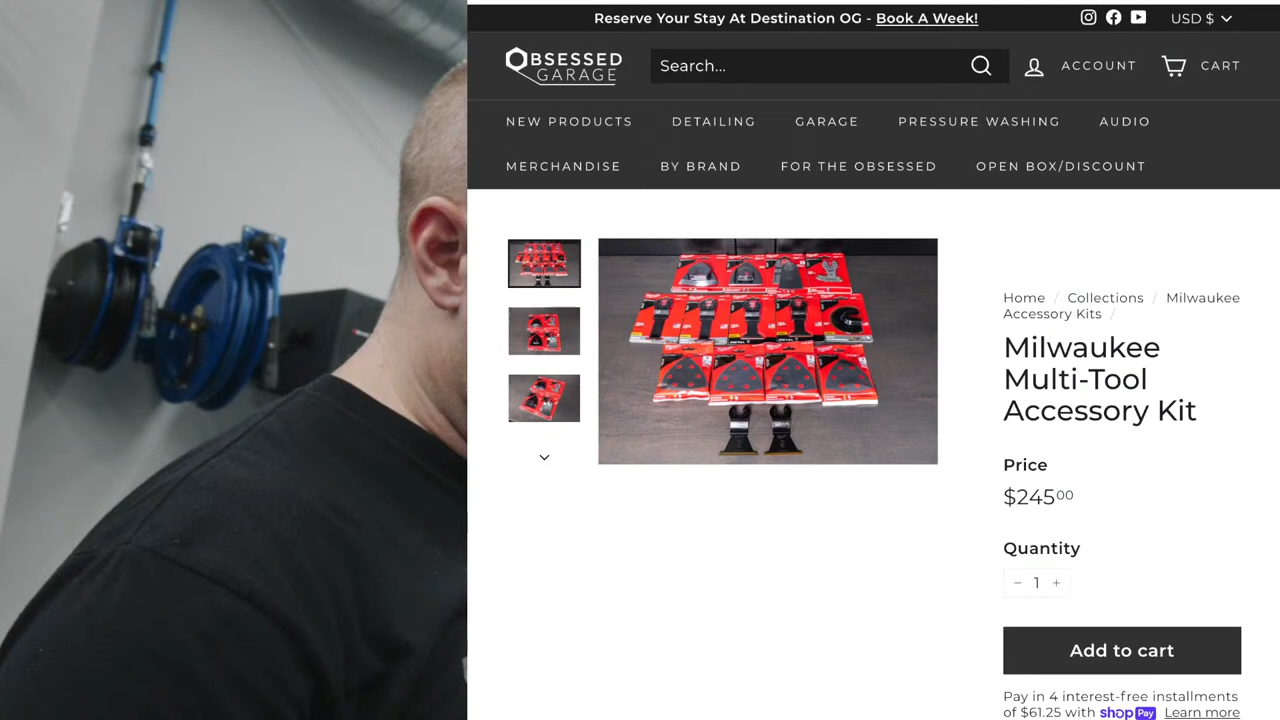 Reserve Your Stay At Destination OG - Book A Week!
USD $
OBSESSED
GARAGE
Search...
ACCOUNT
CART
NEW PRODUCTS
DETAILING
GARAGE
PRESSURE WASHING
AUDIO
MERCHANDISE
BY BRAND
FOR THE OBSESSED
OPEN BOX/DISCOUNT
Home / Collections / Milwaukee
Accessory Kits /
Milwaukee
Multi-Tool
Accessory Kit
Price
$24500
Quantity
− 1 +
Add to cart
Pay in 4 interest-free installments
of $61.25 with shop Pay Learn more